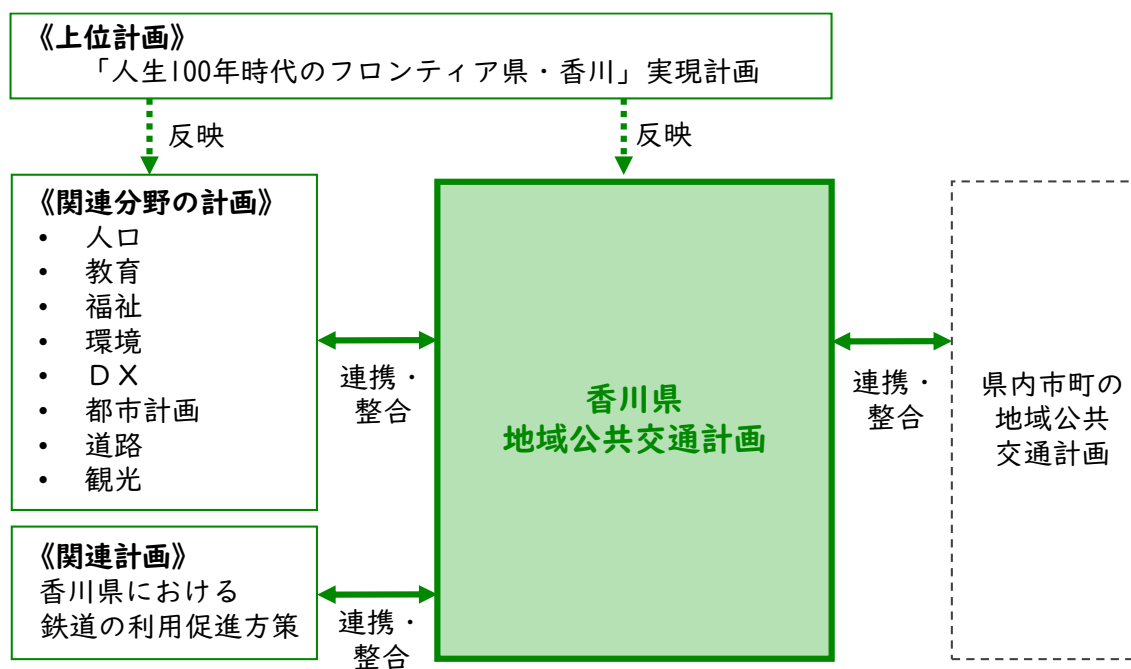 《上位計画》
「人生100年時代のフロンティア県・香川」実現計画
反映
反映
《関連分野の計画》
• 人口
• 教育
• 福祉
• 環境
• ＤＸ
• 都市計画
• 道路
• 観光
連携・
整合
香川県
地域公共交通計画
連携・
整合
県内市町の
地域公共
交通計画
《関連計画》
香川県における
鉄道の利用促進方策
連携・
整合